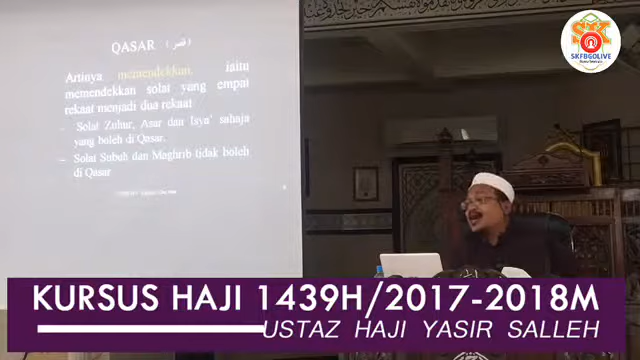 QASAR (قصر)
Artinya memendekkan, iaitu
memendekkan solat yang empat
rekaat menjadi dua rekaat
- Solat Zuhur, Asar dan Isya' sahaja
yang boleh di Qasar.
- Solat Subuh dan Maghrib tidak boleh
di Qasar
SKFBGOLIVE
KURSUS HAJI 1439H/2017-2018M
USTAZ HAJI YASIR SALLEH